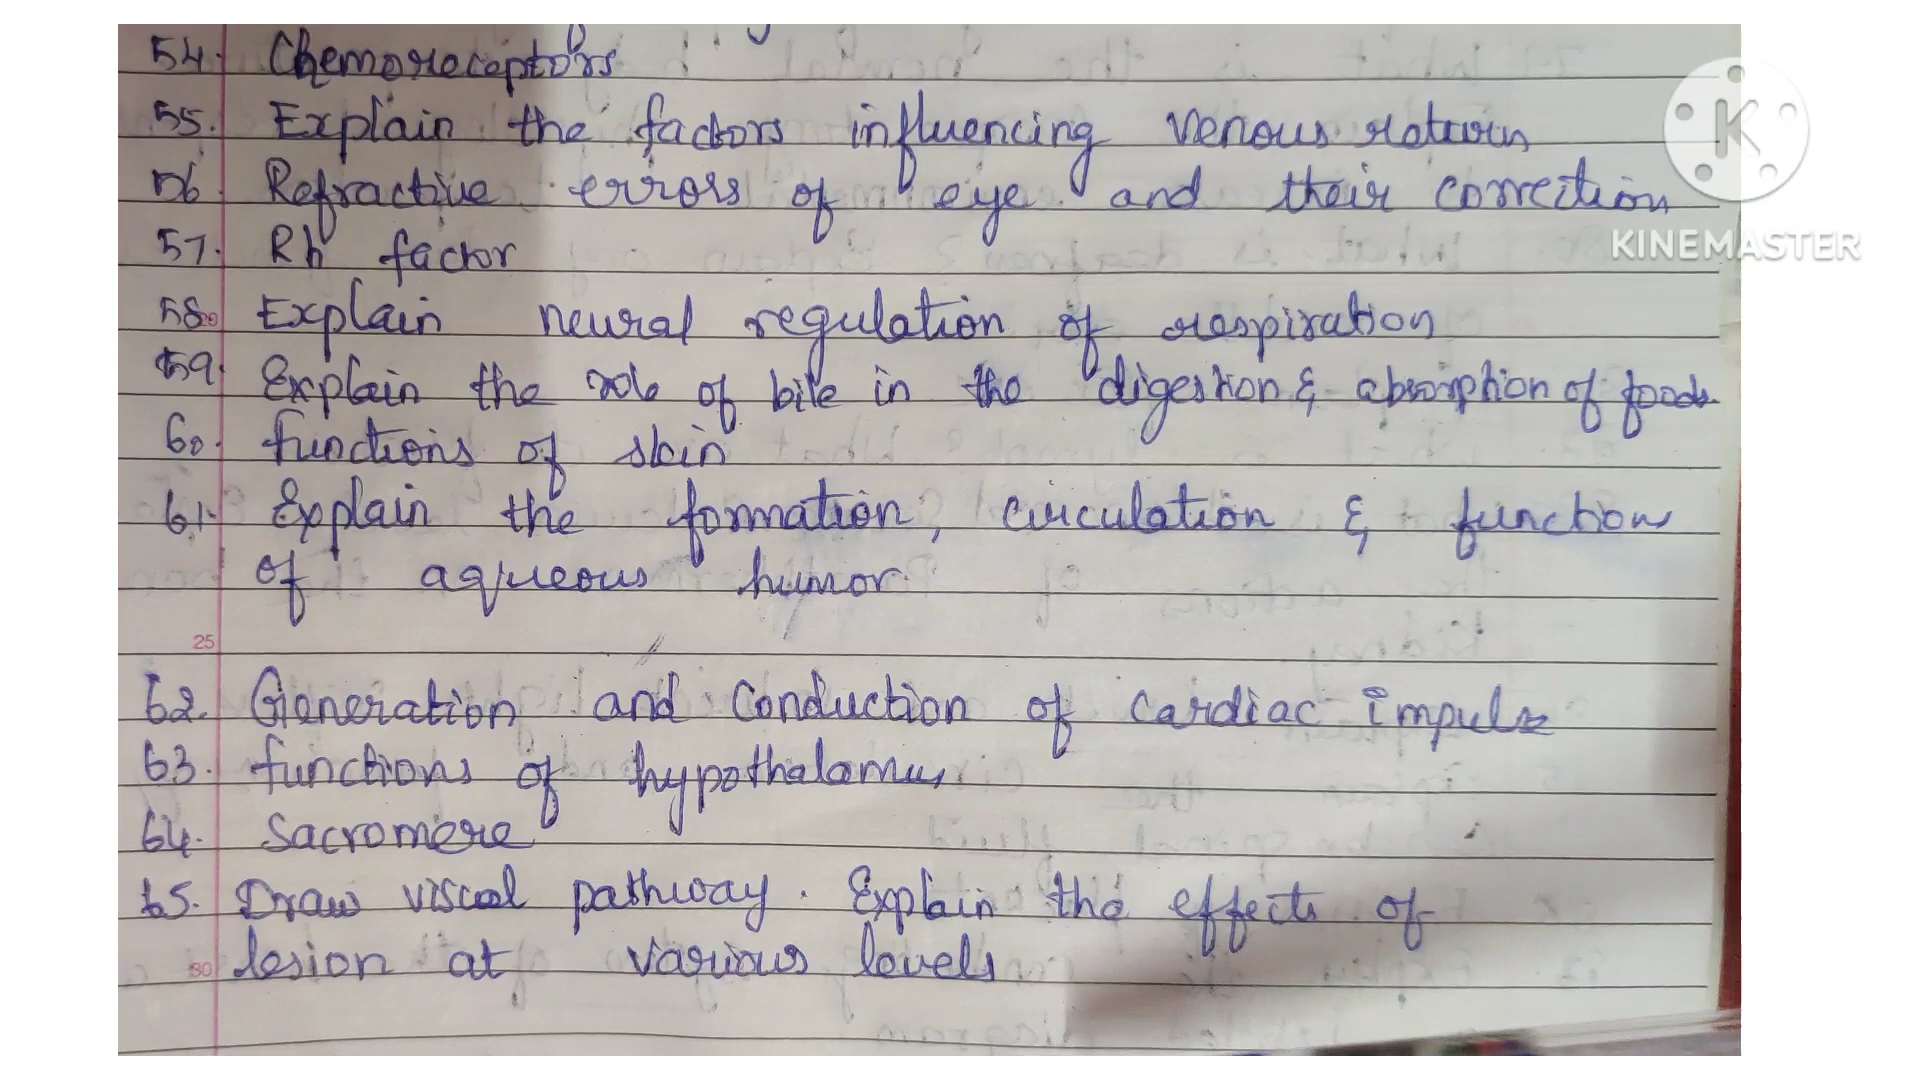 54. Chemoreceptors
55. Explain the factors influencing venous return
56 Refractive errors of eye and their correction
57. Rh factor
58. Explain neural regulation of respiration
59. Explain the role of bile in the digestion & absorption of foods.
60. functions of skin
61. Explain the formation, circulation & function
of aqueous humor.
25
62. Generation and conduction of cardiac impulse
63. functions of hypothalamus
64. Sacromere
65. Draw visual pathway. Explain the effects of
30 lesion at various levels
K
KINEMASTER